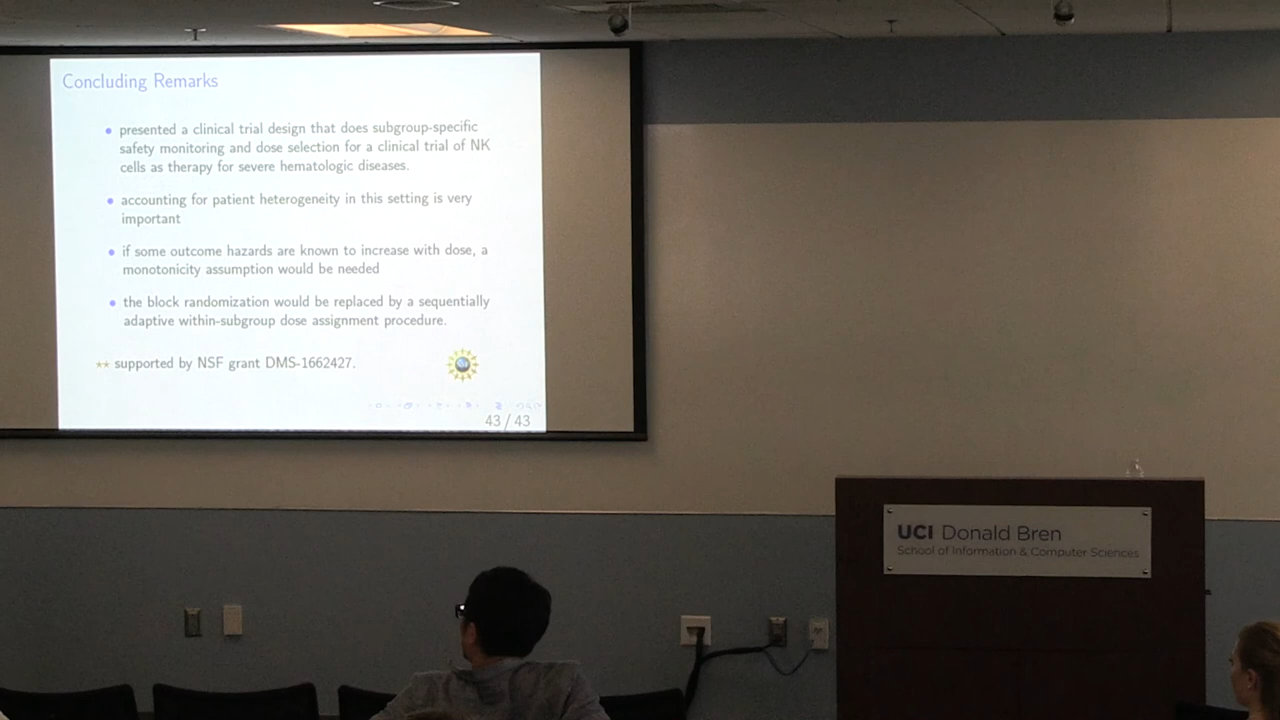 Concluding Remarks
presented a clinical trial design that does subgroup-specific
safety monitoring and dose selection for a clinical trial of NK
cells as therapy for severe hematologic diseases.
accounting for patient heterogeneity in this setting is very
important
if some outcome hazards are known to increase with dose, a
monotonicity assumption would be needed
the block randomization would be replaced by a sequentially
adaptive within-subgroup dose assignment procedure.
supported by NSF grant DMS-1662427.
43 / 43
UCI Donald Bren
School of Information & Computer Sciences